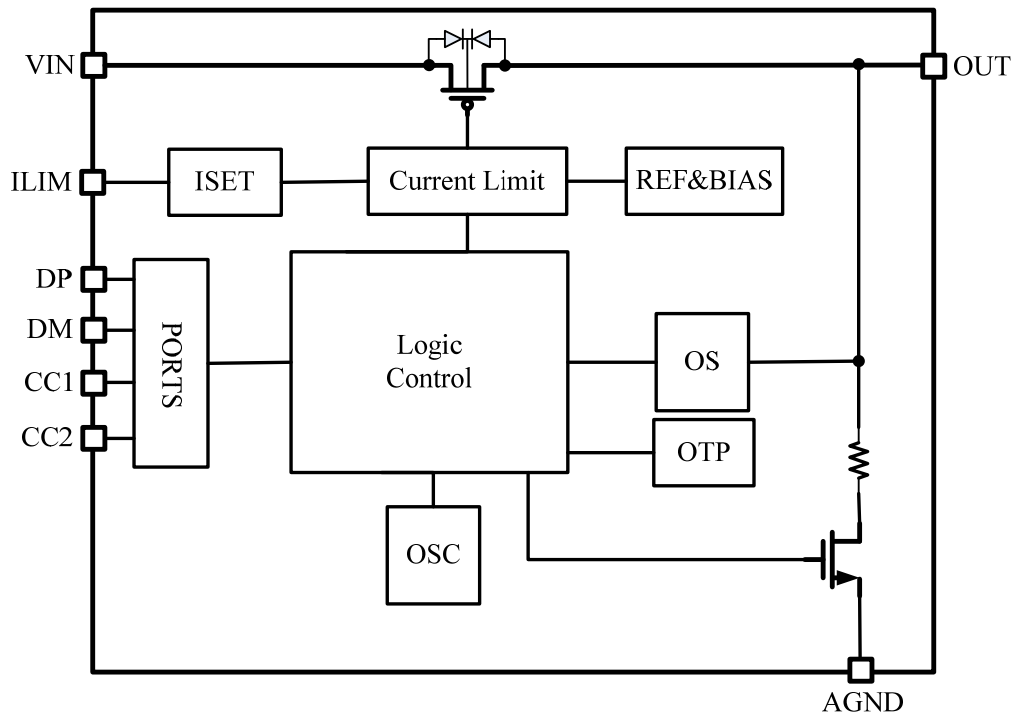 VIN
OUT
ILIM
ISET
Current Limit
REF&BIAS
DP
DM
CC1
CC2
PORTS
Logic
Control
OS
OTP
OSC
AGND